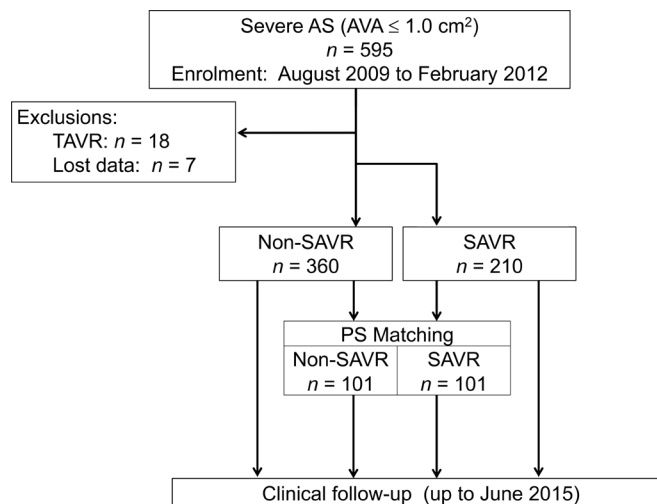 Severe AS (AVA ≤ 1.0 cm²)
n = 595
Enrolment: August 2009 to February 2012
Exclusions:
TAVR: n = 18
Lost data: n = 7
Non-SAVR
n = 360
SAVR
n = 210
PS Matching
Non-SAVR
n = 101
SAVR
n = 101
Clinical follow-up (up to June 2015)